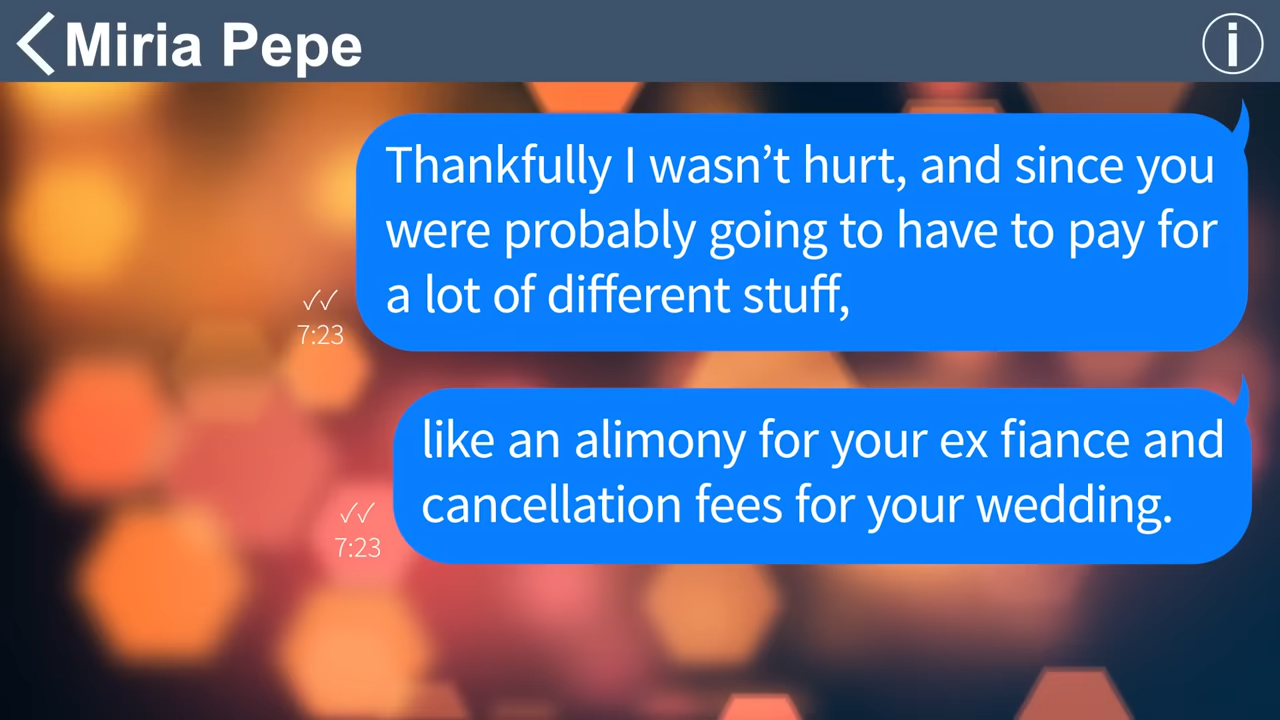 Miria Pepe
Thankfully I wasn’t hurt, and since you
were probably going to have to pay for
a lot of different stuff,
7:23
like an alimony for your ex fiance and
cancellation fees for your wedding.
7:23